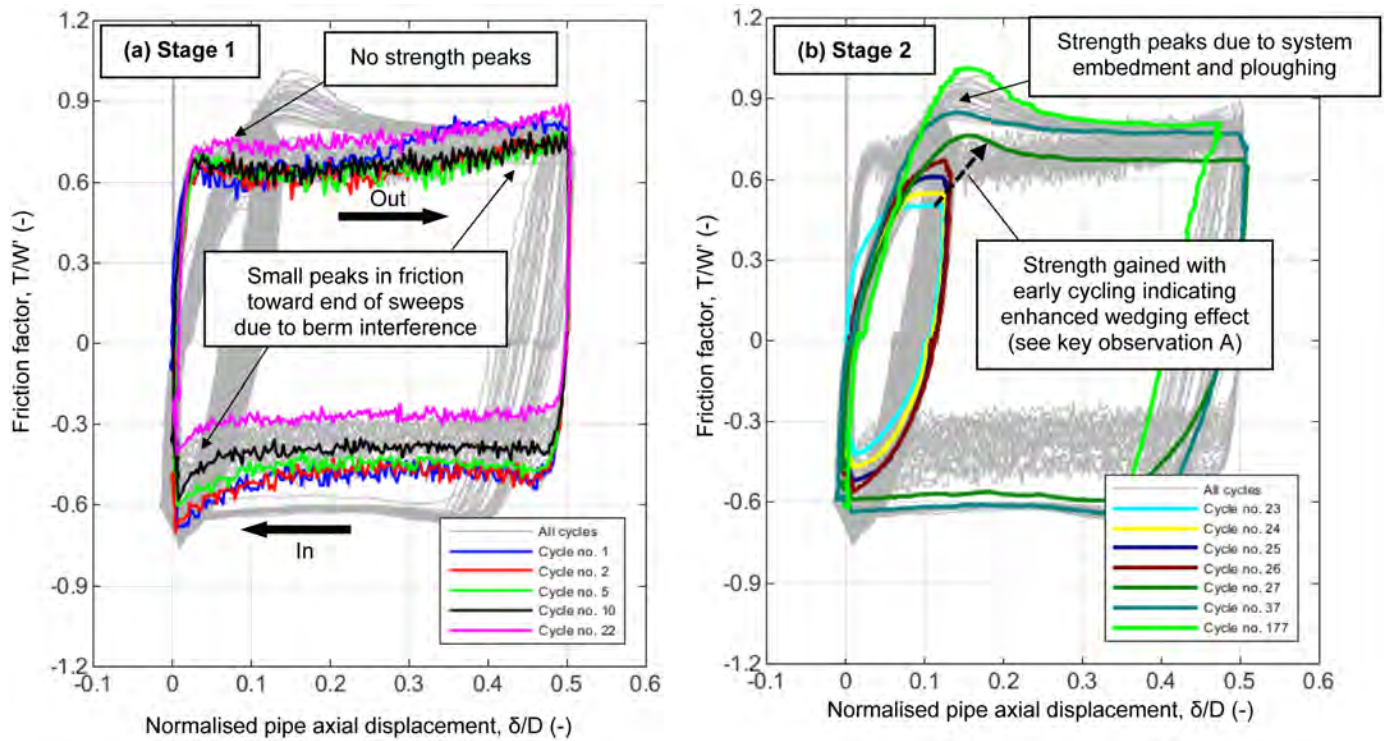 (a) Stage 1
No strength peaks
Out
Small peaks in friction
toward end of sweeps
due to berm interference
In
All cycles
Cycle no. 1
Cycle no. 2
Cycle no. 5
Cycle no. 10
Cycle no. 22
Friction factor, T/W' (-)
1.2
0.9
0.6
0.3
0
-0.3
-0.6
-0.9
-1.2
-0.1
0
0.1
0.2
0.3
0.4
0.5
0.6
Normalised pipe axial displacement, δ/D (-)
(b) Stage 2
Strength peaks due to system
embedment and ploughing
Strength gained with
early cycling indicating
enhanced wedging effect
(see key observation A)
All cycles
Cycle no. 23
Cycle no. 24
Cycle no. 25
Cycle no. 26
Cycle no. 27
Cycle no. 37
Cycle no. 177
Friction factor, T/W' (-)
1.2
0.9
0.6
0.3
0
-0.3
-0.6
-0.9
-1.2
-0.1
0
0.1
0.2
0.3
0.4
0.5
0.6
Normalised pipe axial displacement, δ/D (-)